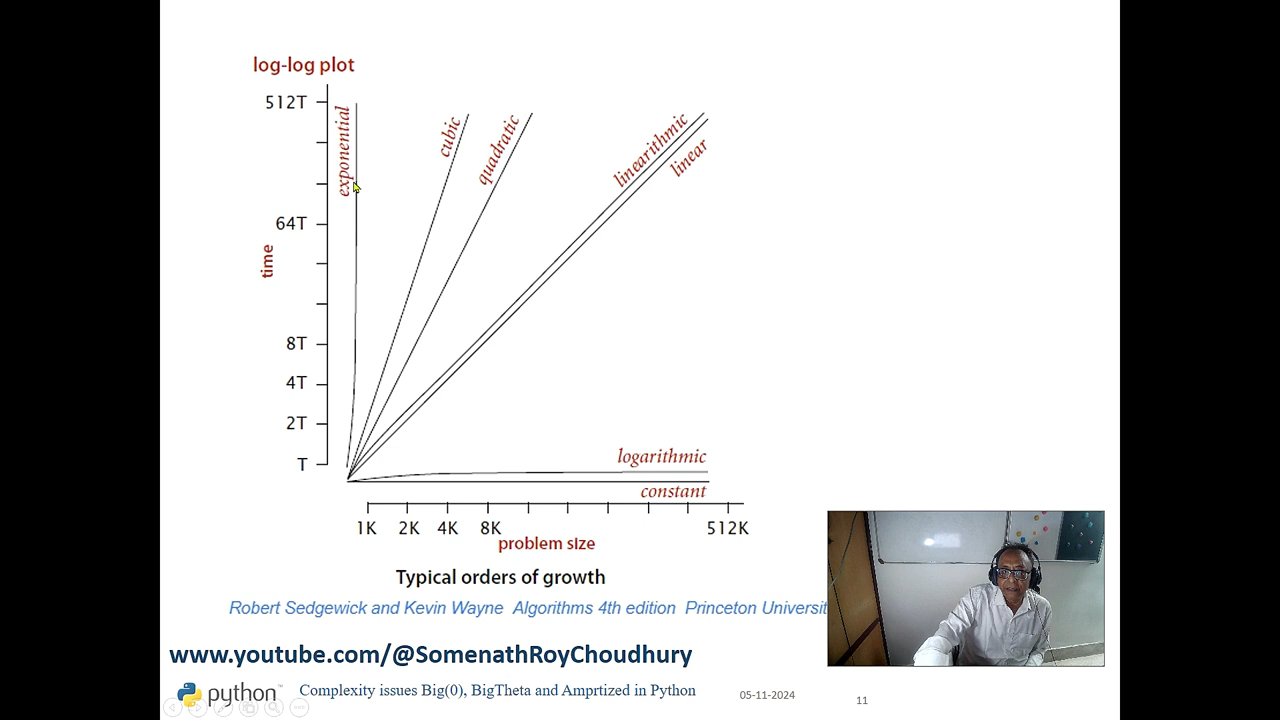 log-log plot
512T
exponential
cubic
quadratic
linearithmic
linear
64T
time
8T
4T
2T
T
logarithmic
constant
1K 2K 4K 8K 512K
problem size
Typical orders of growth
Robert Sedgewick and Kevin Wayne Algorithms 4th edition Princeton Universit
www.youtube.com/@SomenathRoyChoudhury
python™ Complexity issues Big(0), BigTheta and Amprtized in Python 05-11-2024 11